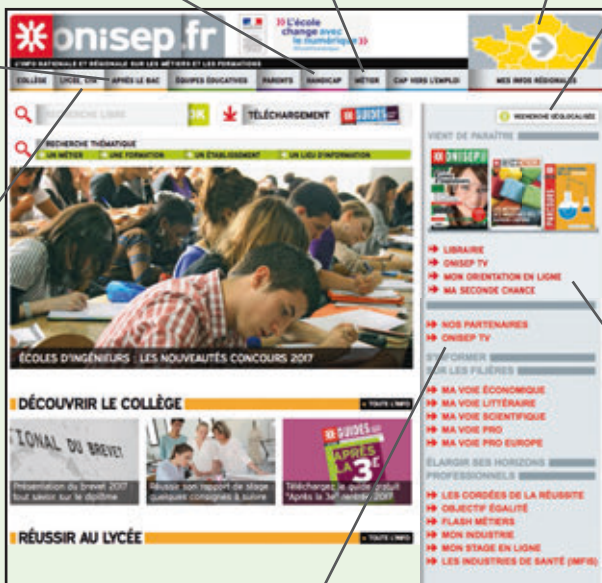 onisep.fr
L'école
change avec
le numérique
L'INFO NATIONALE ET RÉGIONALE SUR LES MÉTIERS ET LES FORMATIONS
COLLÈGE LYCÉE, CFA APRÈS LE BAC ÉQUIPES ÉDUCATIVES PARENTS HANDICAP MÉTIER CAP VERS L'EMPLOI MES INFOS RÉGIONALES
RECHERCHE LIBRE OK TÉLÉCHARGEMENT GUIDES
RECHERCHE GÉOLOCALISÉE
RECHERCHE THÉMATIQUE
UN MÉTIER UNE FORMATION UN ÉTABLISSEMENT UN LIEU D'INFORMATION
ÉCOLES D'INGÉNIEURS : LES NOUVEAUTÉS CONCOURS 2017
DÉCOUVRIR LE COLLÈGE + TOUTE L'INFO
TIONAL DU BREVET
Présentation du brevet 2017
tout savoir sur le diplôme
Réussir son rapport de stage
quelques consignes à suivre
GUIDES
APRÈS
LA 3E
Téléchargez le guide gratuit
"Après la 3e" rentrée 2017
RÉUSSIR AU LYCÉE + TOUTE L'INFO
VIENT DE PARAÎTRE
ONISEP
PARCOURS
LIBRAIRIE
ONISEP TV
MON ORIENTATION EN LIGNE
MA SECONDE CHANCE
NOS PARTENAIRES
ONISEP TV
S'INFORMER
SUR LES FILIÈRES
MA VOIE ÉCONOMIQUE
MA VOIE LITTÉRAIRE
MA VOIE SCIENTIFIQUE
MA VOIE PRO
MA VOIE PRO EUROPE
ÉLARGIR SES HORIZONS
PROFESSIONNELS
LES CORDÉES DE LA RÉUSSITE
OBJECTIF ÉGALITÉ
FLASH MÉTIERS
MON INDUSTRIE
MON STAGE EN LIGNE
LES INDUSTRIES DE SANTÉ (IMFIS)